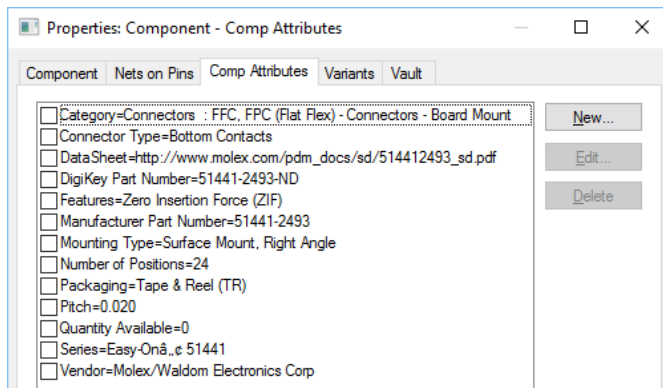 Properties: Component - Comp Attributes
Component Nets on Pins Comp Attributes Variants Vault
Category=Connectors : FFC, FPC (Flat Flex) - Connectors - Board Mount
New...
Connector Type=Bottom Contacts
DataSheet=http://www.molex.com/pdm_docs/sd/514412493_sd.pdf
Edit...
DigiKey Part Number=51441-2493-ND
Features=Zero Insertion Force (ZIF)
Delete
Manufacturer Part Number=51441-2493
Mounting Type=Surface Mount, Right Angle
Number of Positions=24
Packaging=Tape & Reel (TR)
Pitch=0.020
Quantity Available=0
Series=Easy-Onâ„¢ 51441
Vendor=Molex/Waldom Electronics Corp